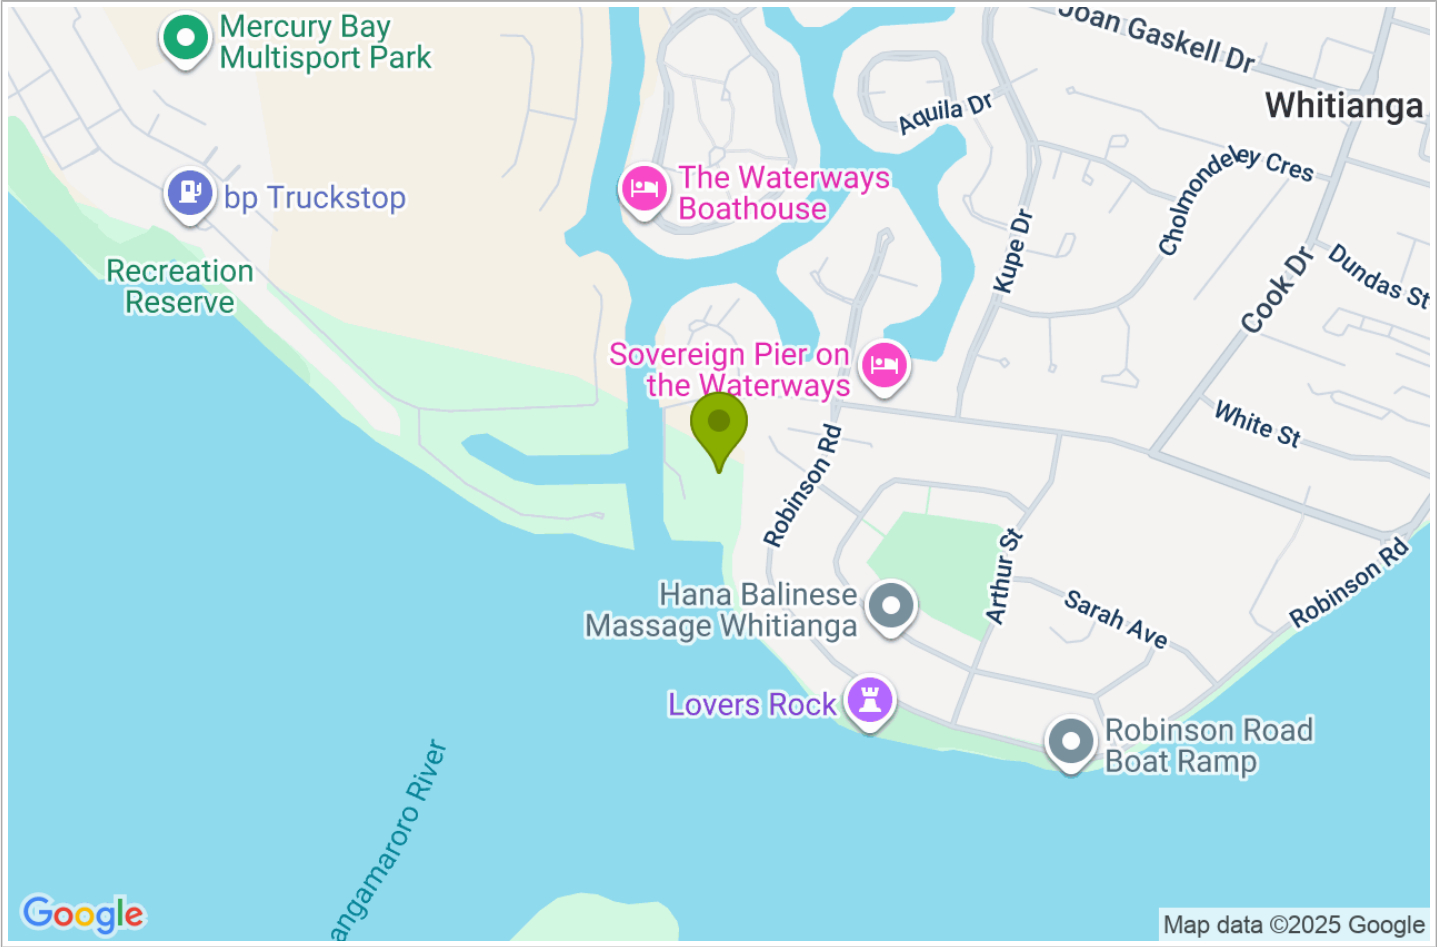 Mercury Bay
Multisport Park
Joan Gaskell Dr
Whitianga
Aquila Dr
Cholmondeley Cres
bp Truckstop
The Waterways
Boathouse
Kupe Dr
Cook Dr
Dundas St
Recreation
Reserve
Sovereign Pier on
the Waterways
White St
Robinson Rd
Arthur St
Robinson Rd
Hana Balinese
Massage Whitianga
Sarah Ave
Lovers Rock
Robinson Road
Boat Ramp
angamaroro River
Google
Map data ©2025 Google